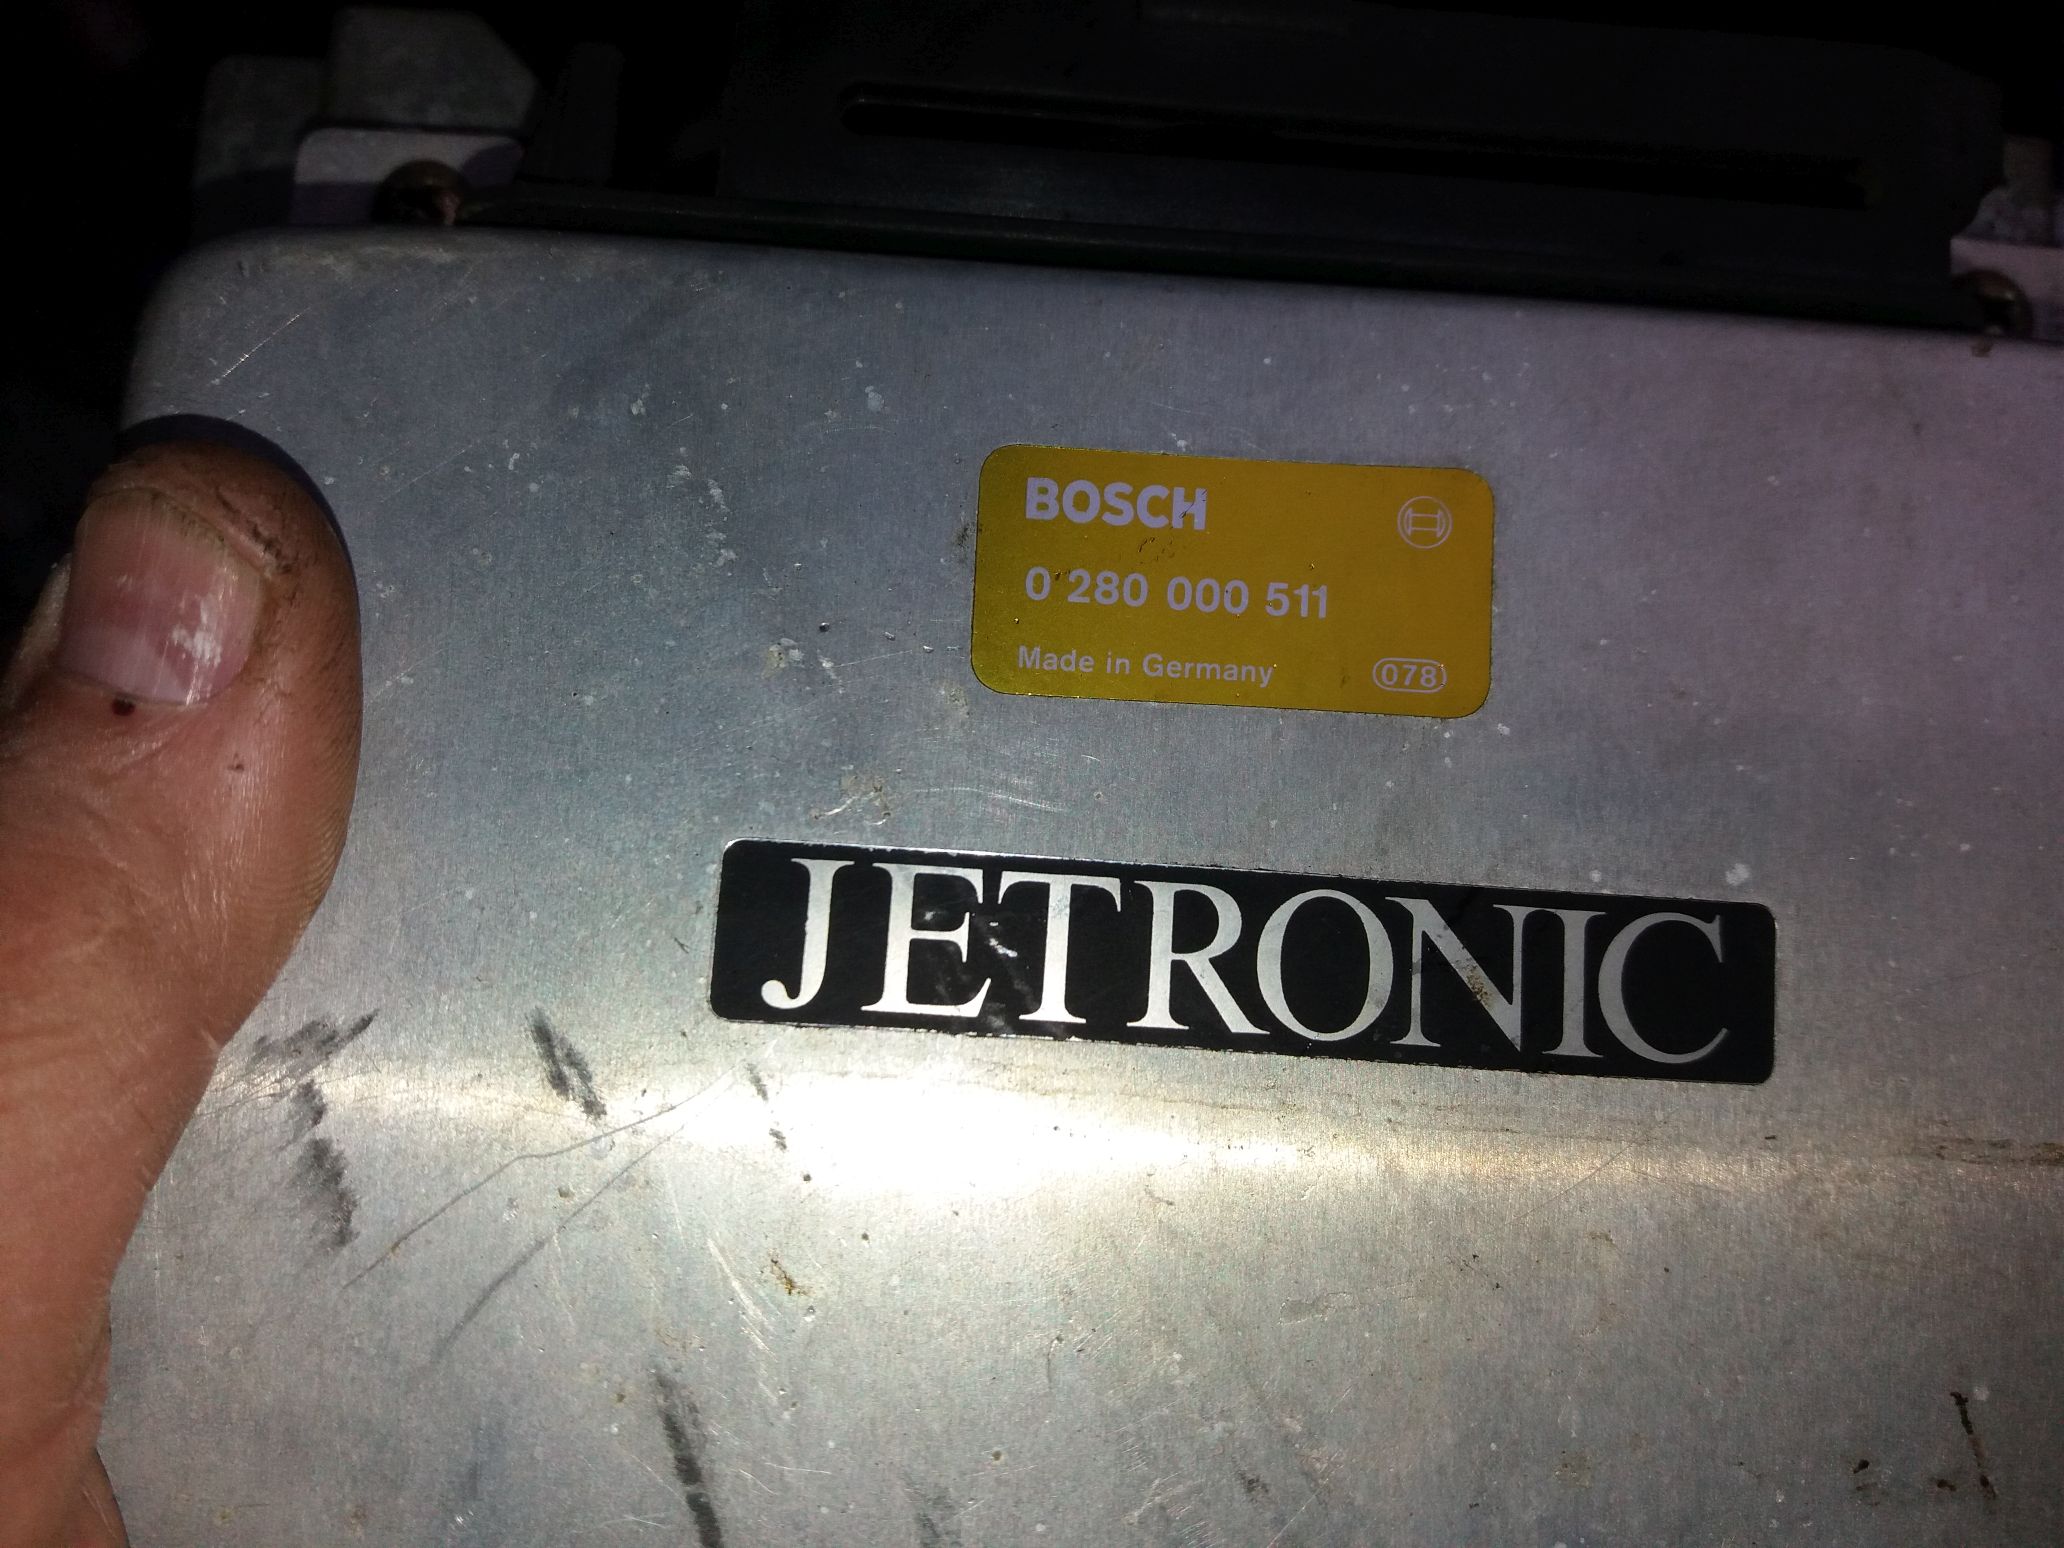 BOSCH
0 280 000 511
Made in Germany 078
JETRONIC